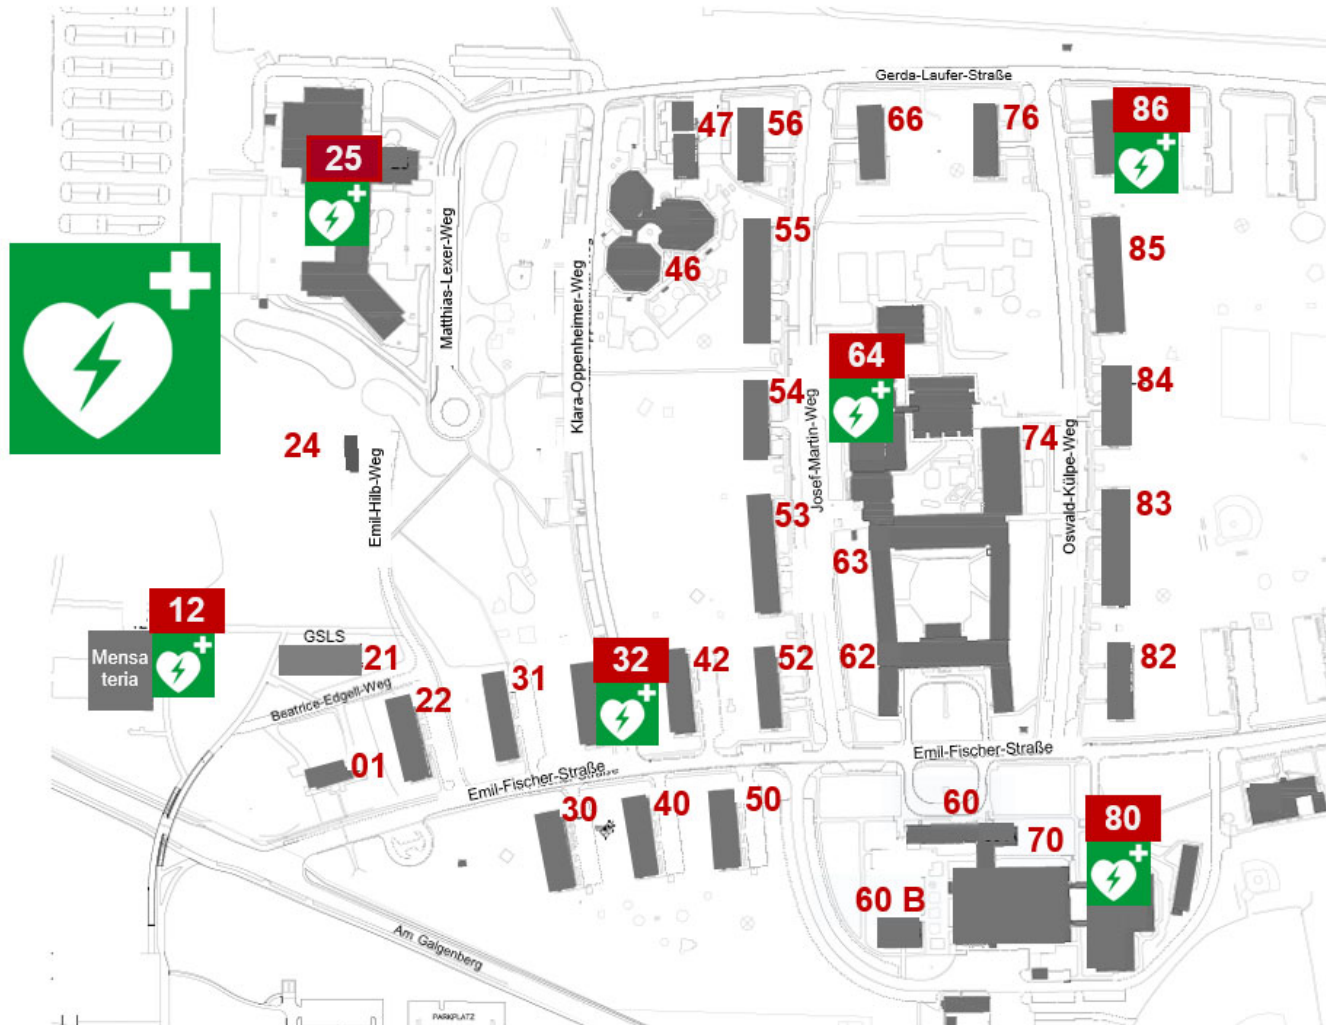 Gerda-Laufer-Straße
86
47
56
66
76
25
Matthias-Lexer-Weg
55
85
46
Klara-Oppenheimer-Weg
64
54
84
Josef-Martin-Weg
74
24
Emil-Hilb-Weg
Oswald-Külpe-Weg
53
83
63
12
GSLS
Mensa
teria
21
32
42
52
62
82
31
Beatrice-Edgell-Weg
22
01
Emil-Fischer-Straße
Emil-Fischer-Straße
30
40
50
60
70
80
60 B
Am Galgenberg
PARKPLATZ